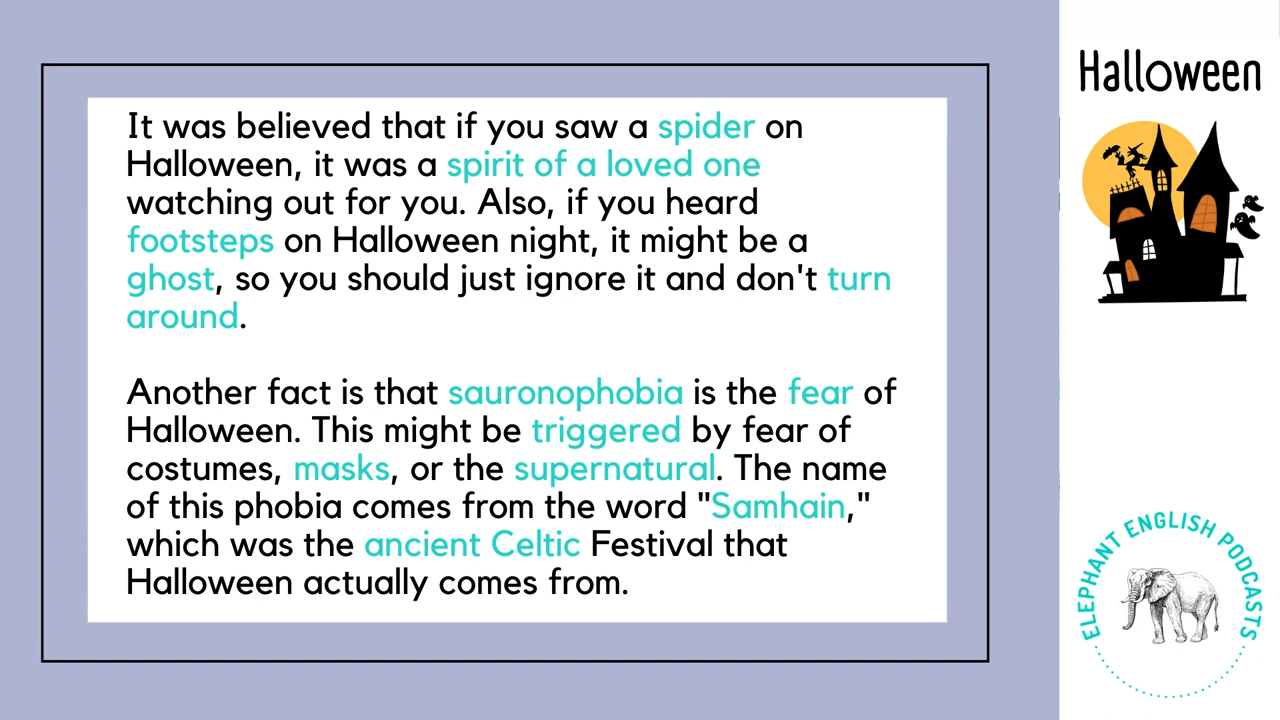 It was believed that if you saw a spider on
Halloween, it was a spirit of a loved one
watching out for you. Also, if you heard
footsteps on Halloween night, it might be a
ghost, so you should just ignore it and don't turn
around.
Another fact is that sauronophobia is the fear of
Halloween. This might be triggered by fear of
costumes, masks, or the supernatural. The name
of this phobia comes from the word "Samhain,"
which was the ancient Celtic Festival that
Halloween actually comes from.
Halloween
ELEPHANT ENGLISH PODCASTS